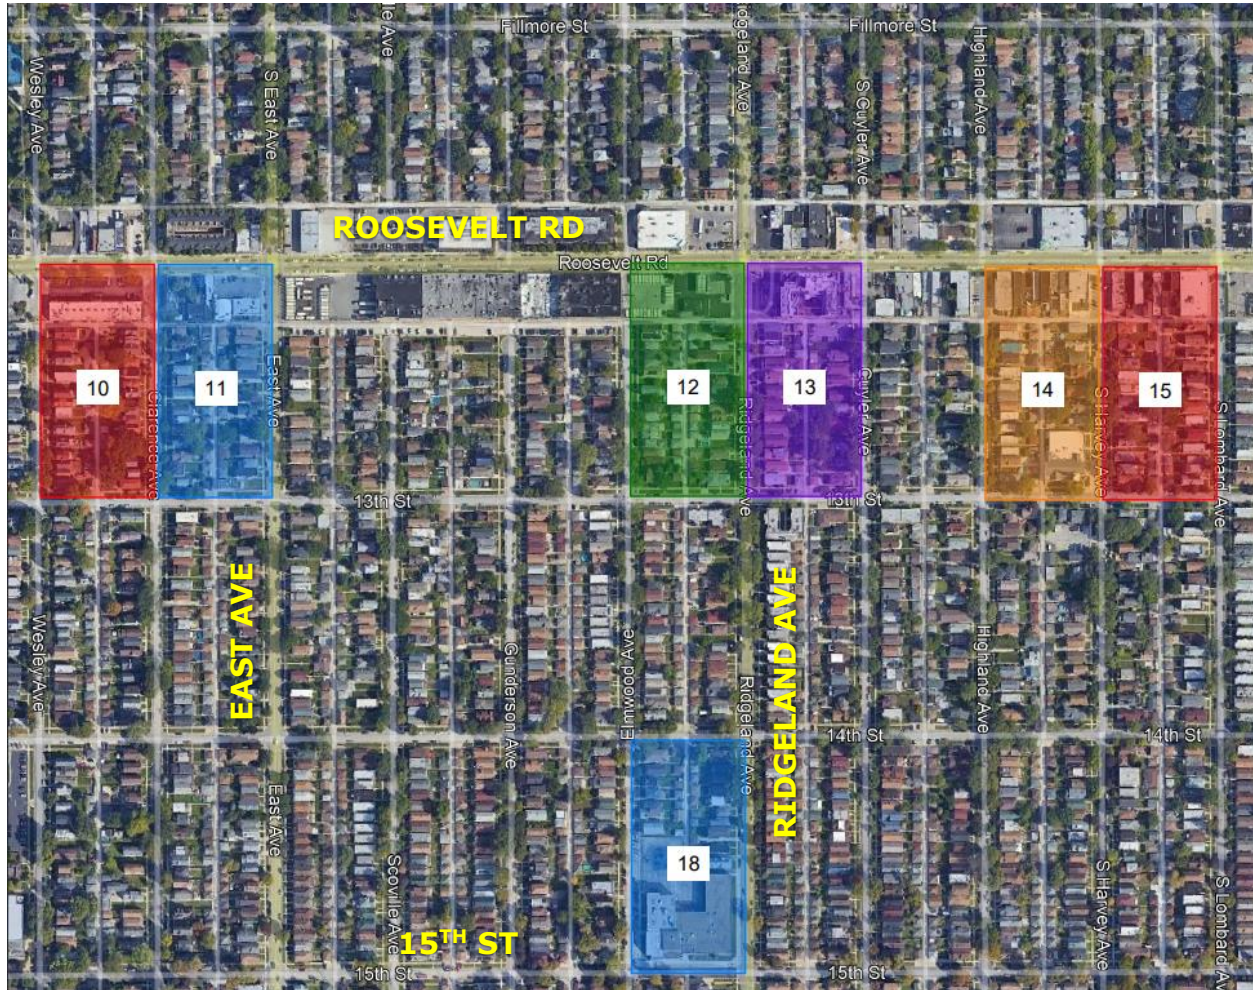 Fillmore St
Fillmore St
le Ave
dgeland Ave
Highland Ave
Wesley Ave
S East Ave
S Cuyler Ave
ROOSEVELT RD
Roosevelt Rd
10
11
12
13
14
15
Clarence Ave
East Ave
Ridgeland Ave
Cuyler Ave
S Harvey Ave
S Lombard Ave
13th St
13th St
EAST AVE
RIDGELAND AVE
Wesley Ave
Gunderson Ave
Elmwood Ave
Highland Ave
Ridgeland Ave
14th St
14th St
East Ave
18
Scoville Ave
S Harvey Ave
S Lombard Av
15TH ST
15th St
15th St